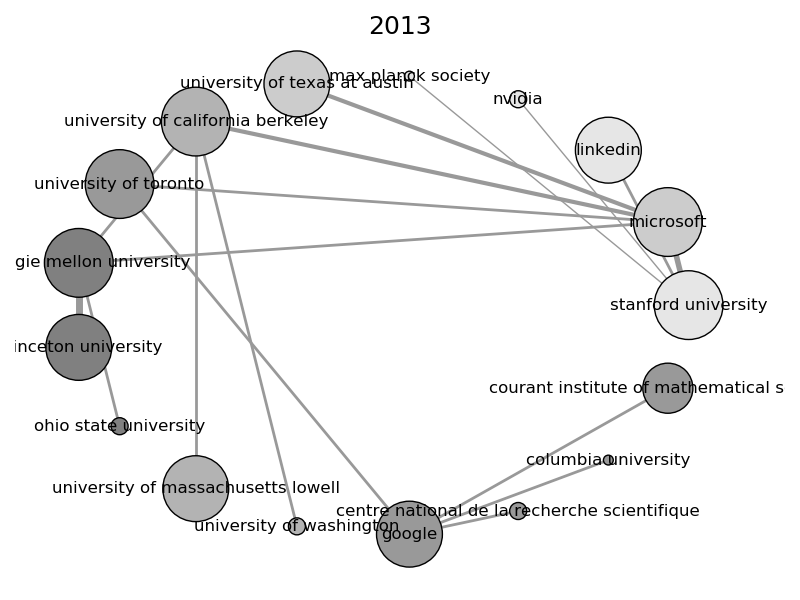 2013
max planck society
university of texas at austin
nvidia
university of california berkeley
linkedin
university of toronto
microsoft
gie mellon university
stanford university
inceton university
courant institute of mathematical s
ohio state university
columbia university
university of massachusetts lowell
centre national de la recherche scientifique
university of washington
google